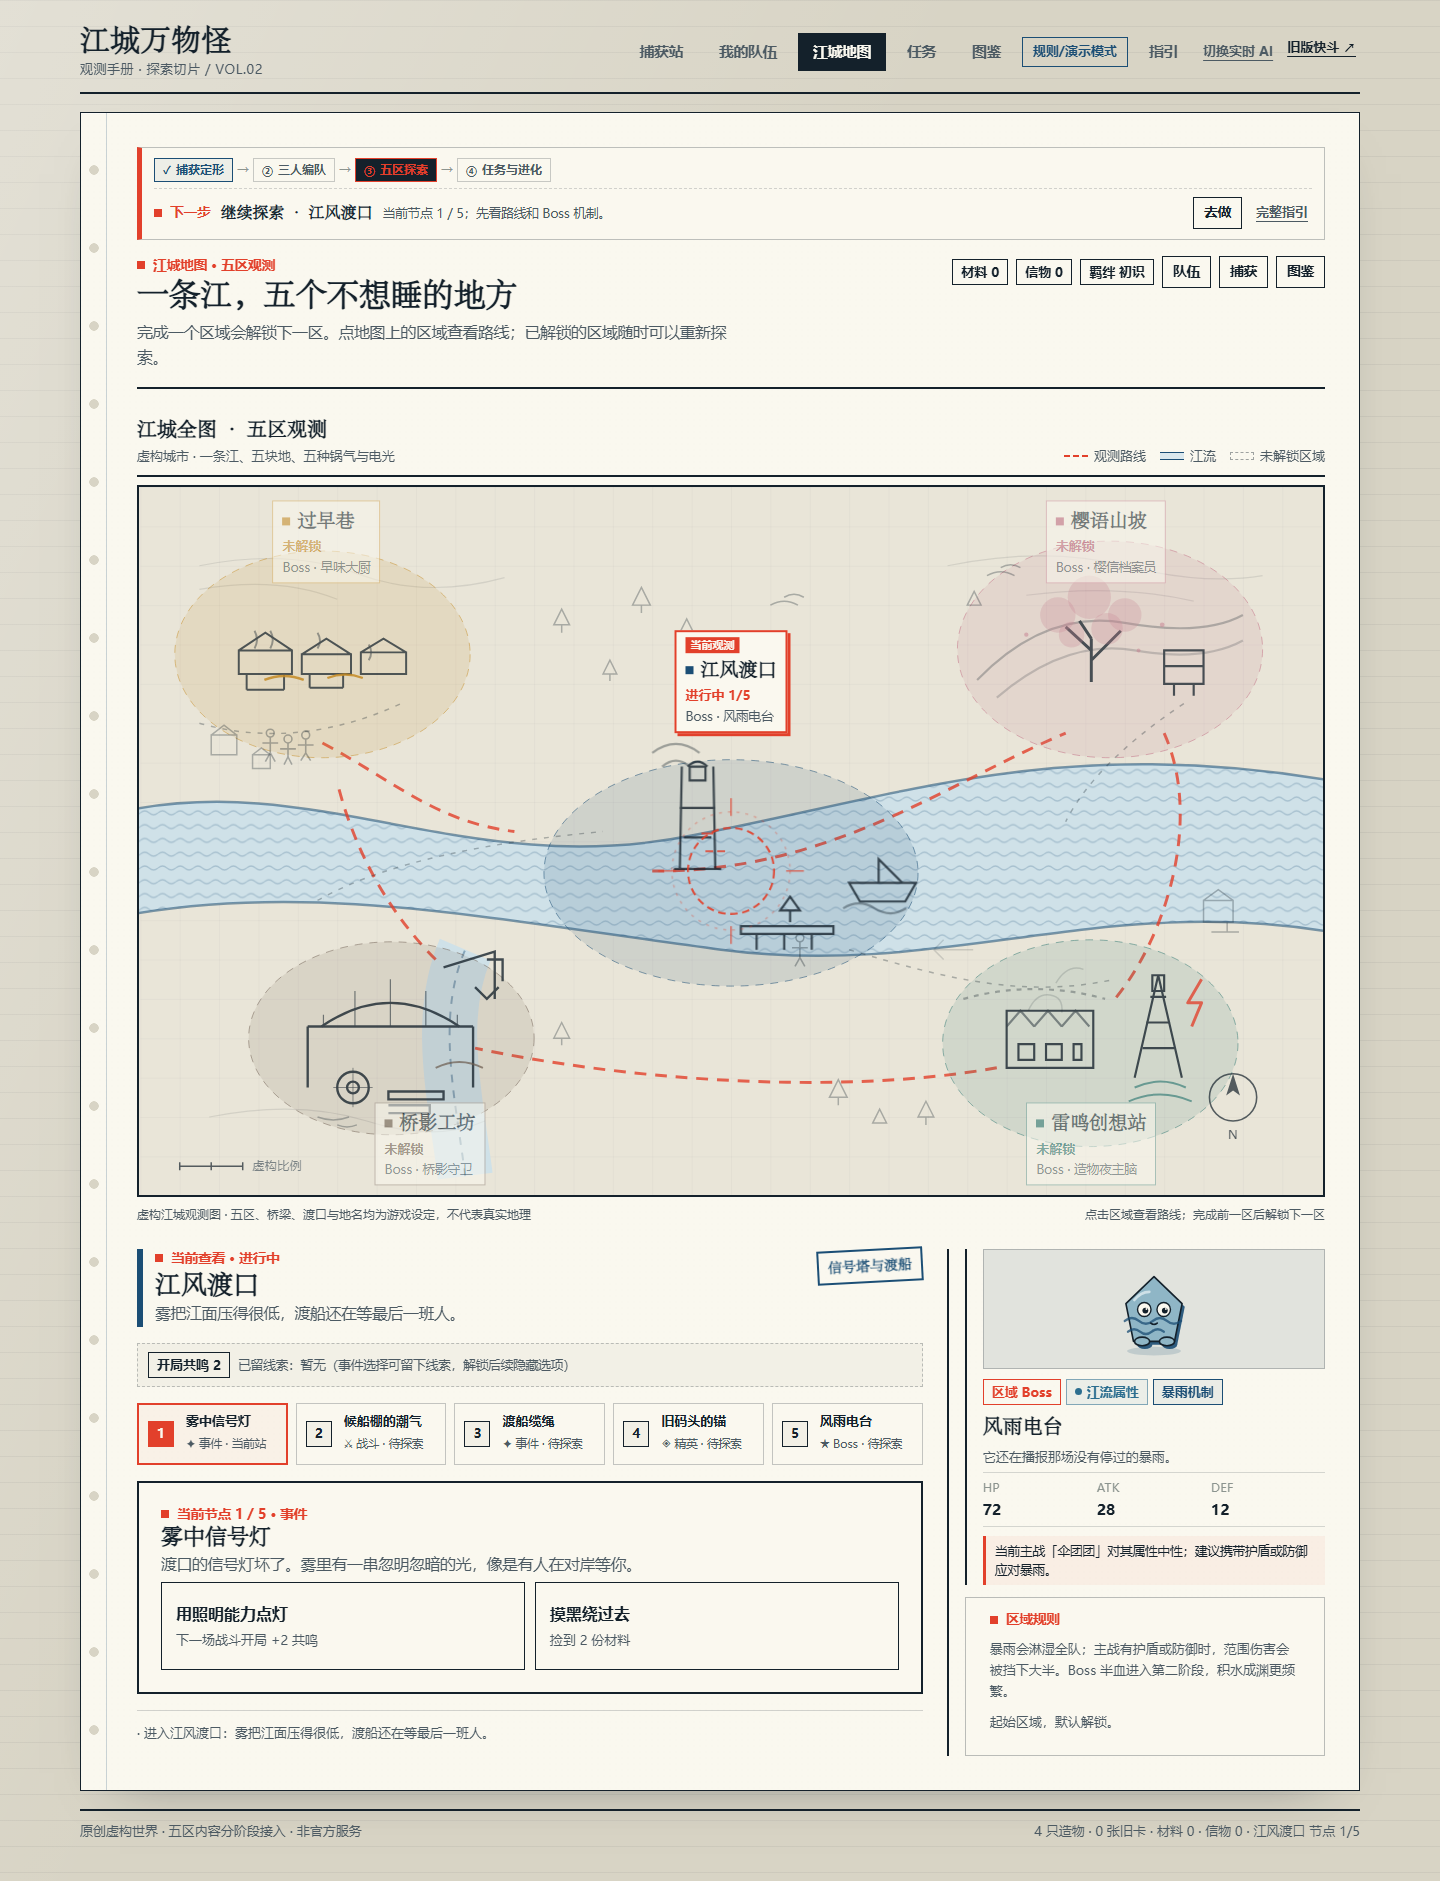 江城万物怪
观测手册 · 探索切片 / VOL.02
捕获站 我的队伍 江城地图 任务 图鉴 规则/演示模式 指引 切换实时 AI 旧版快斗 ↗
✓ 捕获定形 → ② 三人编队 → ③ 五区探索 → ④ 任务与进化
下一步 继续探索 · 江风渡口 当前节点 1 / 5；先看路线和 Boss 机制。 去做 完整指引
江城地图 • 五区观测
材料 0 信物 0 羁绊 初识 队伍 捕获 图鉴
一条江，五个不想睡的地方
完成一个区域会解锁下一区。点地图上的区域查看路线；已解锁的区域随时可以重新探
索。
江城全图 · 五区观测
虚构城市 · 一条江、五块地、五种锅气与电光
观测路线 江流 未解锁区域
过早巷
未解锁
Boss · 早味大厨
樱语山坡
未解锁
Boss · 樱信档案员
当前观测
江风渡口
进行中 1/5
Boss · 风雨电台
桥影工坊
未解锁
Boss · 桥影守卫
雷鸣创想站
未解锁
Boss · 造物夜主脑
N
虚构比例
虚构江城观测图 · 五区、桥梁、渡口与地名均为游戏设定，不代表真实地理
点击区域查看路线；完成前一区后解锁下一区
当前查看 • 进行中
江风渡口
雾把江面压得很低，渡船还在等最后一班人。
信号塔与渡船
开局共鸣 2 已留线索：暂无（事件选择可留下线索，解锁后续隐藏选项）
1 雾中信号灯
✦ 事件 · 当前站
2 候船棚的潮气
⚔ 战斗 · 待探索
3 渡船缆绳
✦ 事件 · 待探索
4 旧码头的锚
◈ 精英 · 待探索
5 风雨电台
★ Boss · 待探索
当前节点 1 / 5 • 事件
雾中信号灯
渡口的信号灯坏了。雾里有一串忽明忽暗的光，像是有人在对岸等你。
用照明能力点灯
下一场战斗开局 +2 共鸣
摸黑绕过去
捡到 2 份材料
· 进入江风渡口：雾把江面压得很低，渡船还在等最后一班人。
区域 Boss • 江流属性 暴雨机制
风雨电台
它还在播报那场没有停过的暴雨。
HP ATK DEF
72 28 12
当前主战「伞团团」对其属性中性；建议携带护盾或防御
应对暴雨。
区域规则
暴雨会淋湿全队；主战有护盾或防御时，范围伤害会
被挡下大半。Boss 半血进入第二阶段，积水成渊更频
繁。
起始区域，默认解锁。
原创虚构世界 · 五区内容分阶段接入 · 非官方服务
4 只造物 · 0 张旧卡 · 材料 0 · 信物 0 · 江风渡口 节点 1/5